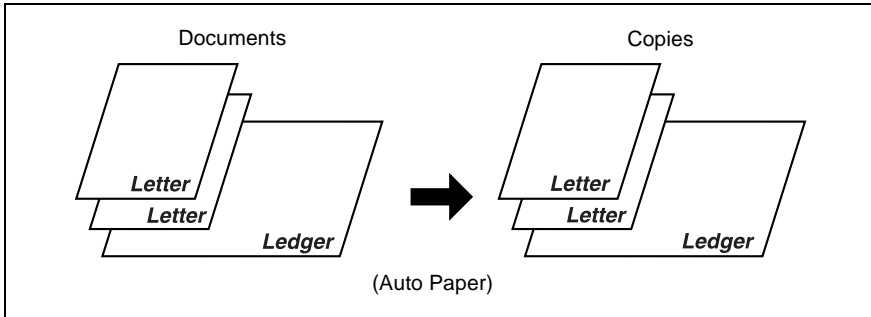 Documents
Copies
Letter
Letter
Ledger
Letter
Letter
Ledger
(Auto Paper)